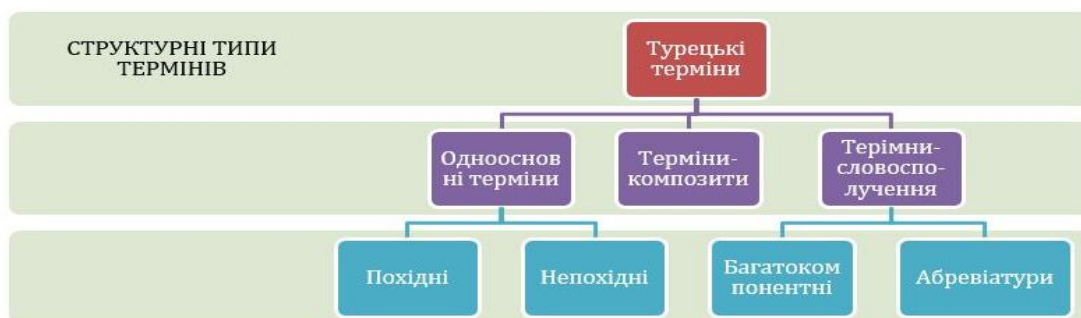 СТРУКТУРНІ ТИПИ
ТЕРМІНІВ
Турецькі
терміни
Однооснов
ні терміни
Терміни-
композити
Терімни-
словоспо-
лучення
Похідні
Непохідні
Багатоком
понентні
Абревіатури